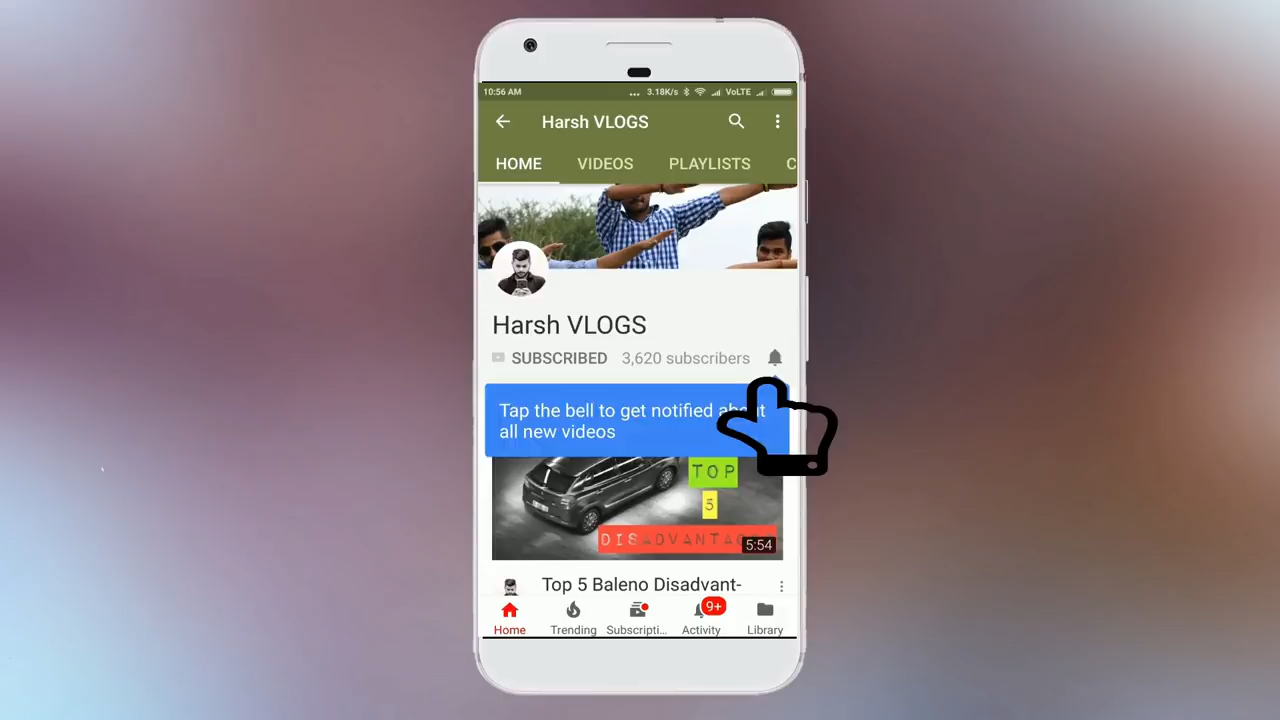 10:56 AM ... 3.18K/s VoLTE
Harsh VLOGS
HOME VIDEOS PLAYLISTS C
Harsh VLOGS
SUBSCRIBED 3,620 subscribers
Tap the bell to get notified about
all new videos
TOP
5
DISADVANTAG
5:54
Top 5 Baleno Disadvant-
9+
Home Trending Subscripti... Activity Library